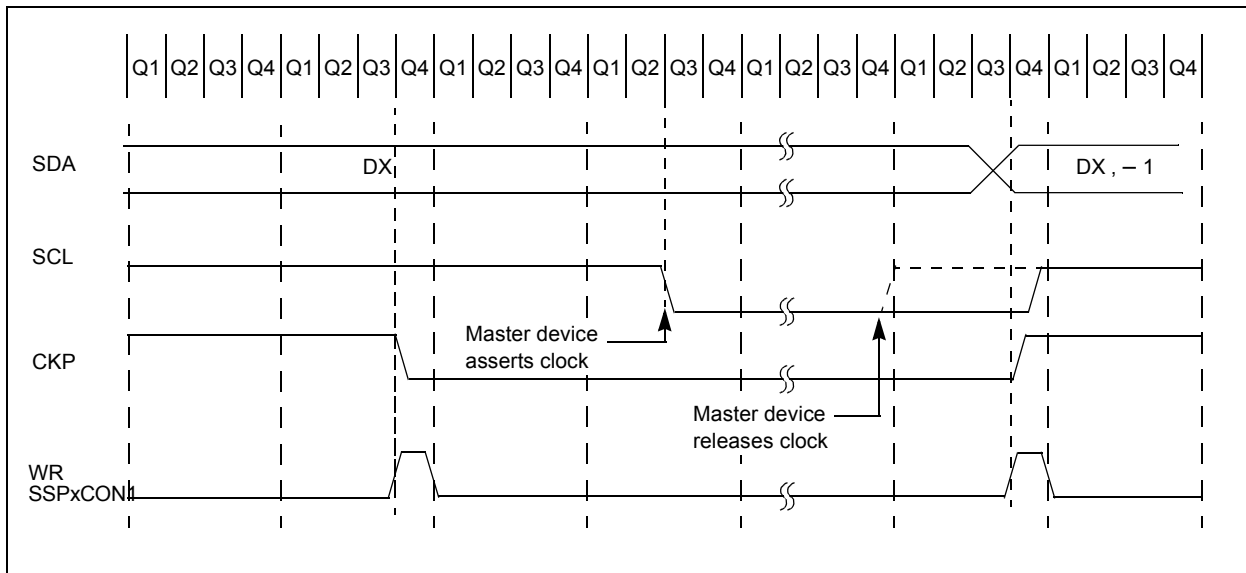 Q1 Q2 Q3 Q4 Q1 Q2 Q3 Q4 Q1 Q2 Q3 Q4 Q1 Q2 Q3 Q4 Q1 Q2 Q3 Q4 Q1 Q2 Q3 Q4 Q1 Q2 Q3 Q4
SDA
DX
DX , – 1
SCL
Master device
asserts clock
CKP
Master device
releases clock
WR
SSPxCON1